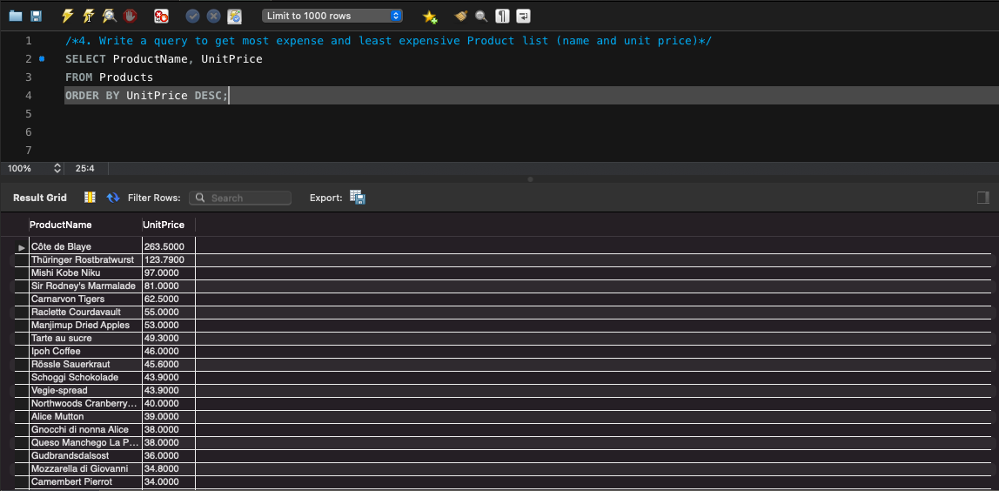 Limit to 1000 rows
1 /*4. Write a query to get most expense and least expensive Product list (name and unit price)*/
2 SELECT ProductName, UnitPrice
3 FROM Products
4 ORDER BY UnitPrice DESC;
5
6
7
100% 25:4
Result Grid Filter Rows: Search Export:
ProductName UnitPrice
Côte de Blaye 263.5000
Thüringer Rostbratwurst 123.7900
Mishi Kobe Niku 97.0000
Sir Rodney's Marmalade 81.0000
Carnarvon Tigers 62.5000
Raclette Courdavault 55.0000
Manjimup Dried Apples 53.0000
Tarte au sucre 49.3000
Ipoh Coffee 46.0000
Rössle Sauerkraut 45.6000
Schoggi Schokolade 43.9000
Vegie-spread 43.9000
Northwoods Cranberry... 40.0000
Alice Mutton 39.0000
Gnocchi di nonna Alice 38.0000
Queso Manchego La P... 38.0000
Gudbrandsdalsost 36.0000
Mozzarella di Giovanni 34.8000
Camembert Pierrot 34.0000